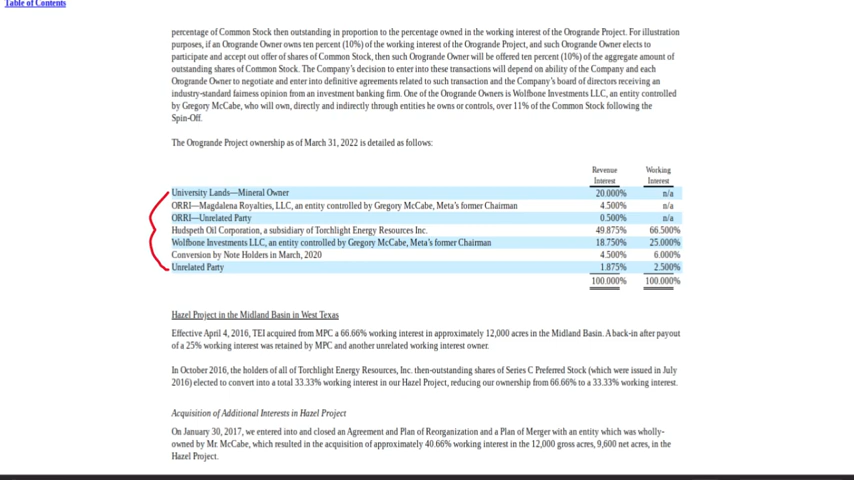 Table of Contents
percentage of Common Stock then outstanding in proportion to the percentage owned in the working interest of the Orogrande Project. For illustration
purposes, if an Orogrande Owner owns ten percent (10%) of the working interest of the Orogrande Project, and such Orogrande Owner elects to
participate and accept out offer of shares of Common Stock, then such Orogrande Owner will be offered ten percent (10%) of the aggregate amount of
outstanding shares of Common Stock. The Company's decision to enter into these transactions will depend on ability of the Company and each
Orogrande Owner to negotiate and enter into definitive agreements related to such transaction and the Company's board of directors receiving an
industry-standard fairness opinion from an investment banking firm. One of the Orogrande Owners is Wolfbone Investments LLC, an entity controlled
by Gregory McCabe, who will own, directly and indirectly through entities he owns or controls, over 11% of the Common Stock following the
Spin-Off.
The Orogrande Project ownership as of March 31, 2022 is detailed as follows:
Revenue Working
Interest Interest
University Lands—Mineral Owner 20.000% n/a
ORRI—Magdalena Royalties, LLC, an entity controlled by Gregory McCabe, Meta's former Chairman 4.500% n/a
ORRI—Unrelated Party 0.500% n/a
Hudspeth Oil Corporation, a subsidiary of Torchlight Energy Resources Inc. 49.875% 66.500%
Wolfbone Investments LLC, an entity controlled by Gregory McCabe, Meta's former Chairman 18.750% 25.000%
Conversion by Note Holders in March, 2020 4.500% 6.000%
Unrelated Party 1.875% 2.500%
100.000% 100.000%
Hazel Project in the Midland Basin in West Texas
Effective April 4, 2016, TEI acquired from MPC a 66.66% working interest in approximately 12,000 acres in the Midland Basin. A back-in after payout
of a 25% working interest was retained by MPC and another unrelated working interest owner.
In October 2016, the holders of all of Torchlight Energy Resources, Inc. then-outstanding shares of Series C Preferred Stock (which were issued in July
2016) elected to convert into a total 33.33% working interest in our Hazel Project, reducing our ownership from 66.66% to a 33.33% working interest.
Acquisition of Additional Interests in Hazel Project
On January 30, 2017, we entered into and closed an Agreement and Plan of Reorganization and a Plan of Merger with an entity which was wholly-
owned by Mr. McCabe, which resulted in the acquisition of approximately 40.66% working interest in the 12,000 gross acres, 9,600 net acres, in the
Hazel Project.